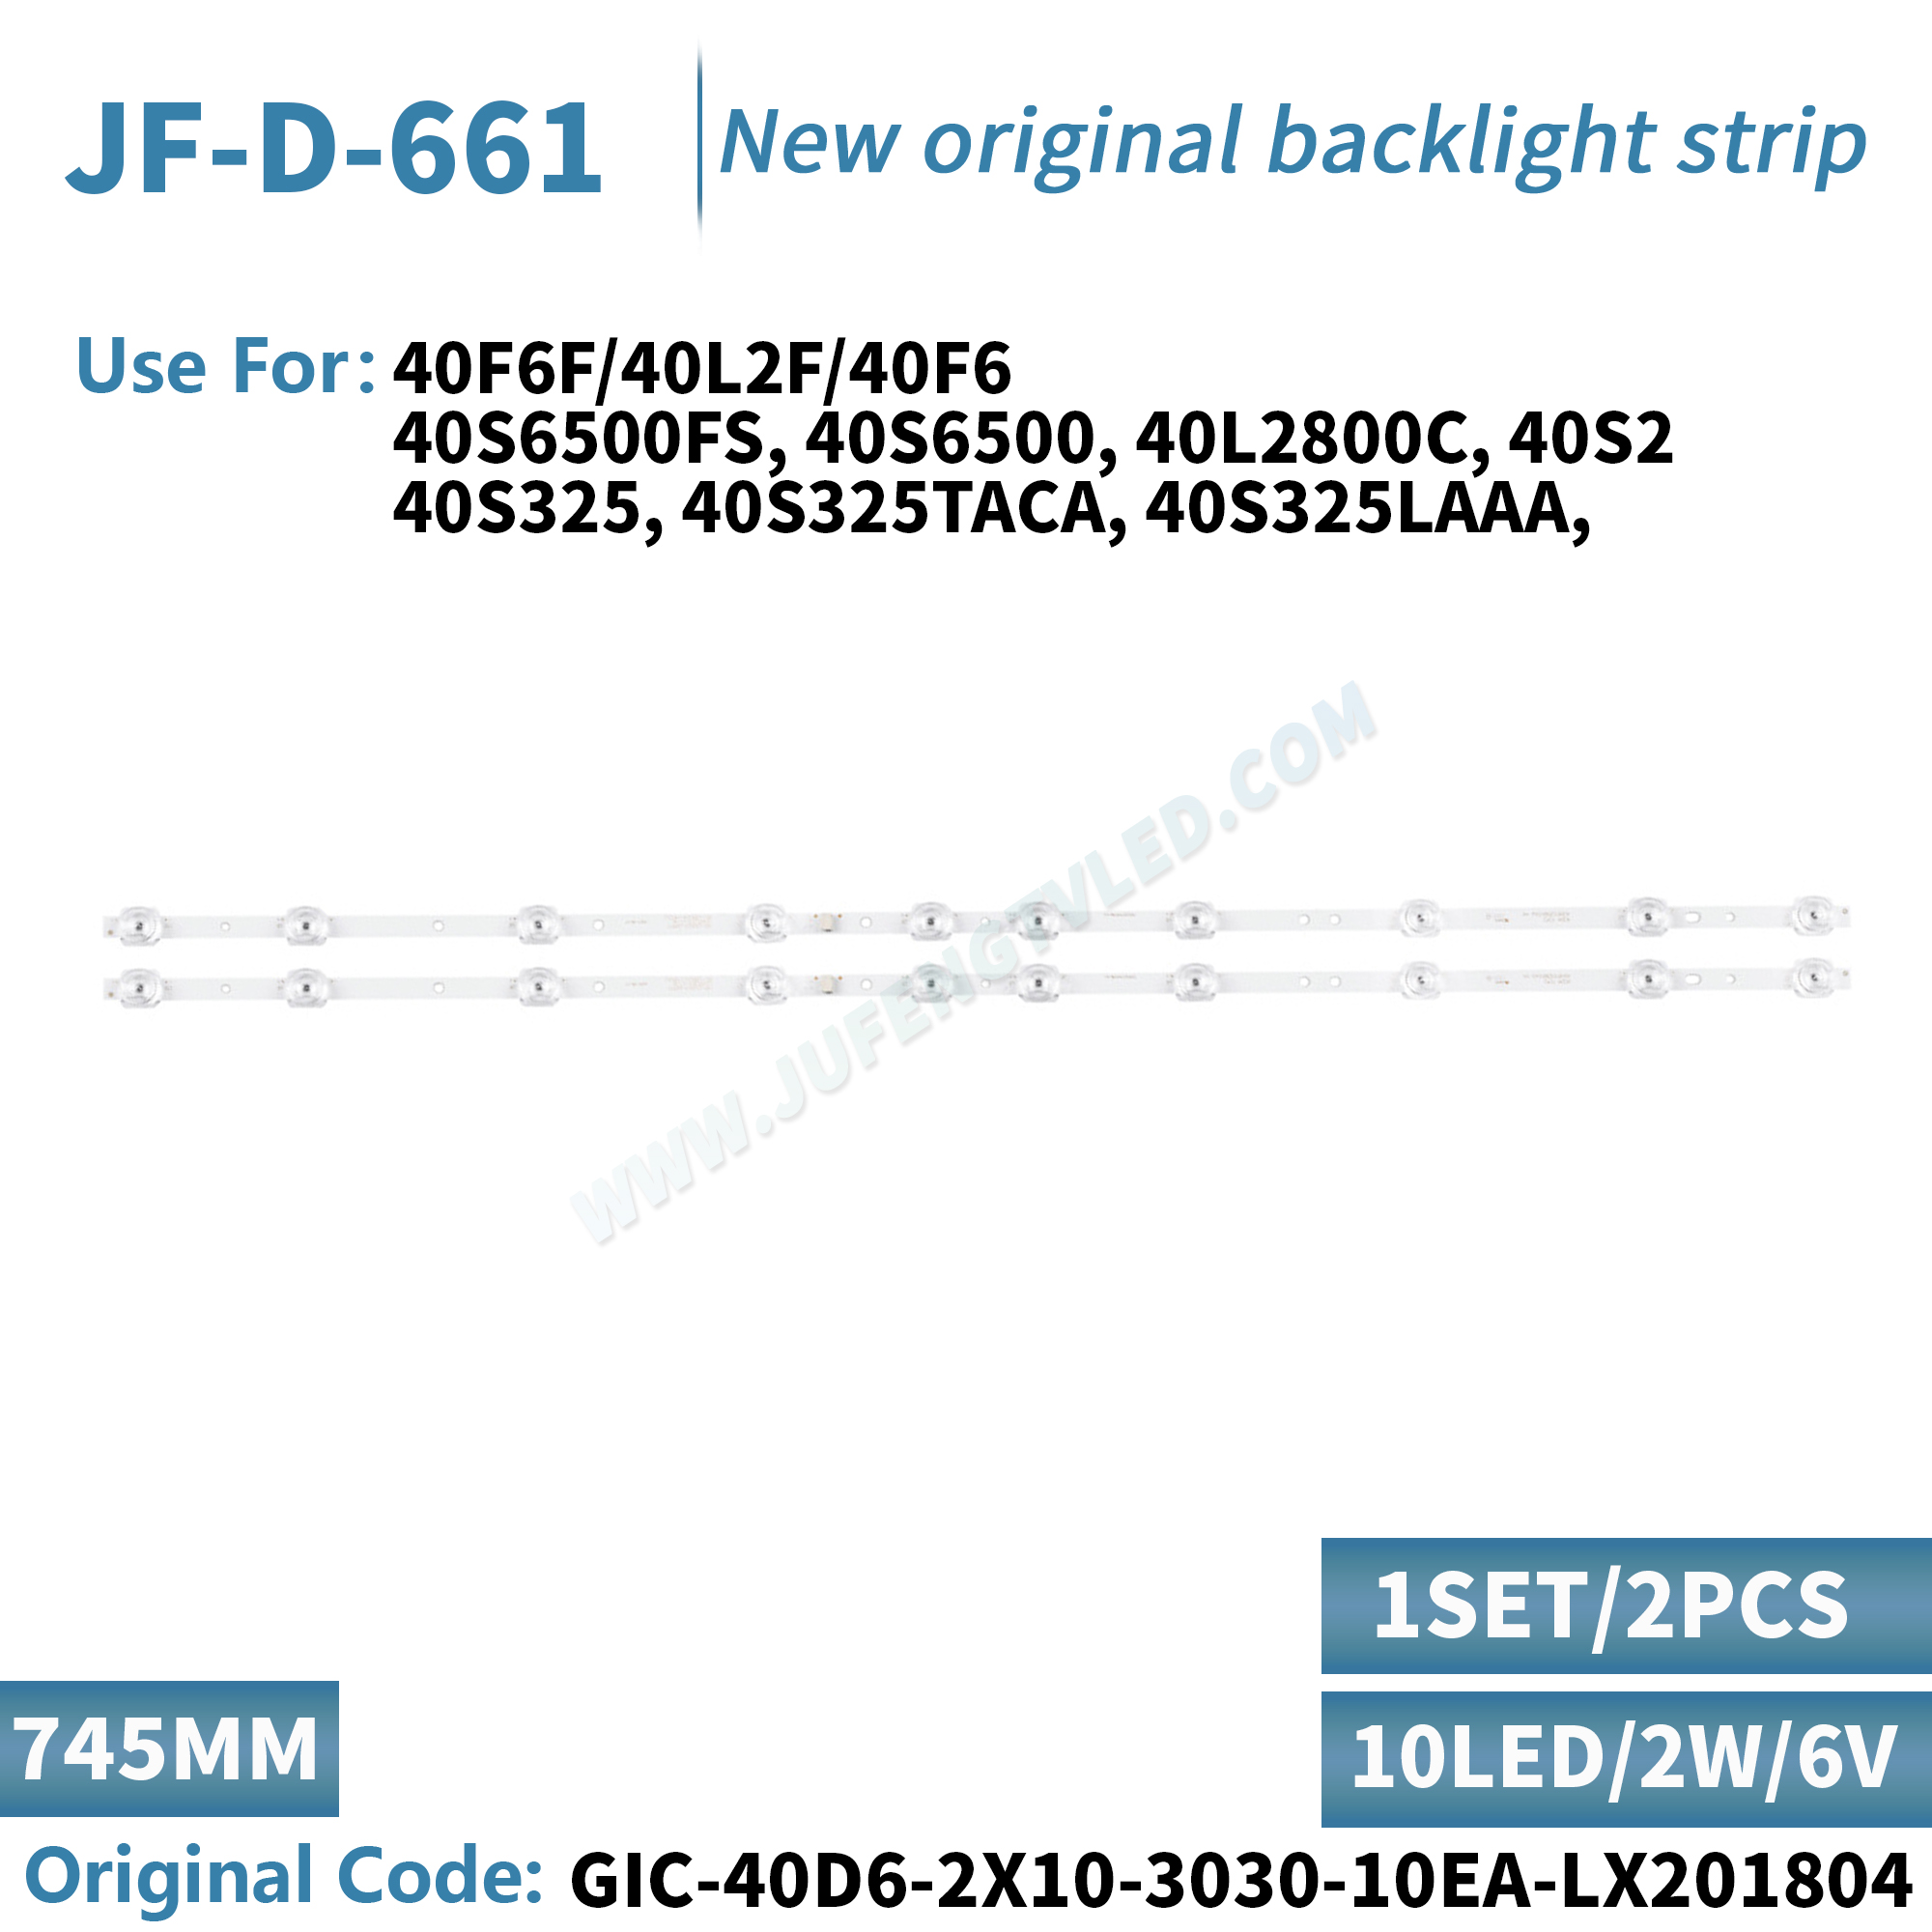 JF-D-661
New original backlight strip
Use For: 40F6F/40L2F/40F6
40S6500FS, 40S6500, 40L2800C, 40S2
40S325, 40S325TACA, 40S325LAAA,
WWW.JUFENGTVLED.COM
1SET/2PCS
745MM
10LED/2W/6V
Original Code: GIC-40D6-2X10-3030-10EA-LX201804